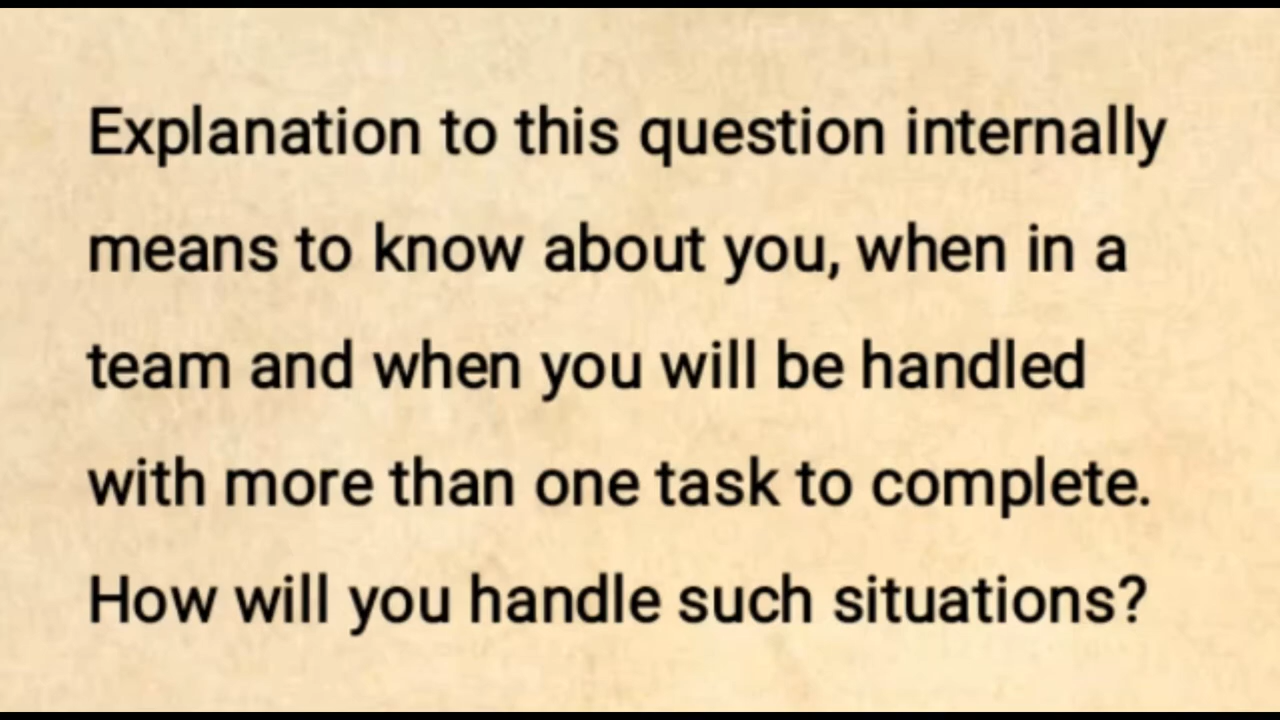 Explanation to this question internally
means to know about you, when in a
team and when you will be handled
with more than one task to complete.
How will you handle such situations?